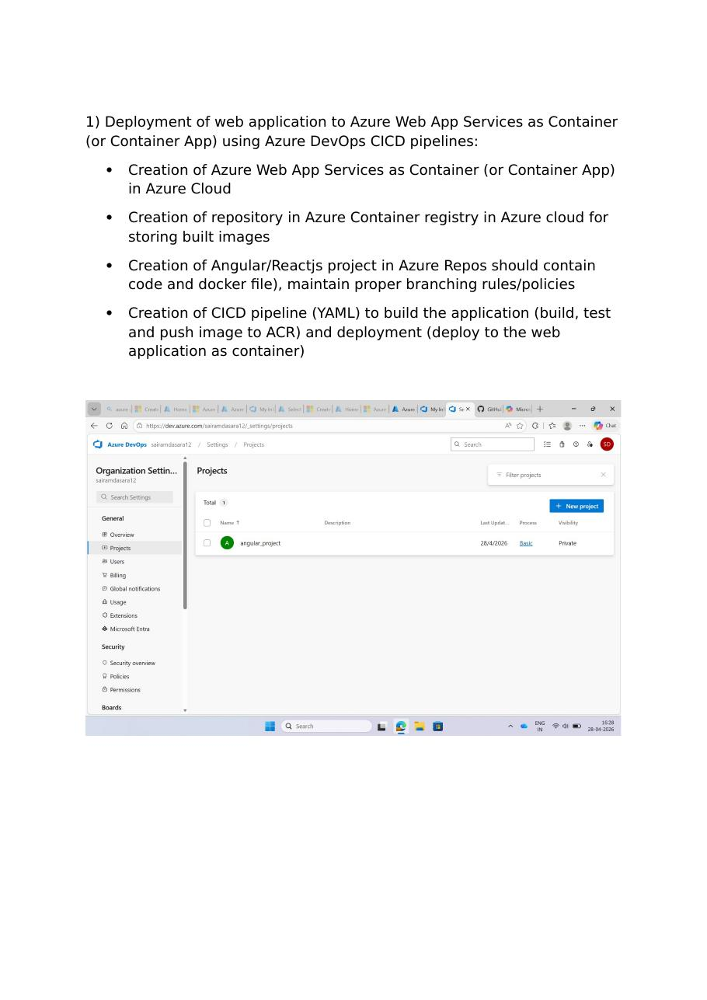 1) Deployment of web application to Azure Web App Services as Container
(or Container App) using Azure DevOps CICD pipelines:
• Creation of Azure Web App Services as Container (or Container App)
in Azure Cloud
• Creation of repository in Azure Container registry in Azure cloud for
storing built images
• Creation of Angular/Reactjs project in Azure Repos should contain
code and docker file), maintain proper branching rules/policies
• Creation of CICD pipeline (YAML) to build the application (build, test
and push image to ACR) and deployment (deploy to the web
application as container)
azure Create Home Azure Azure My In Select Create Home Azure Azure My In Se GitHu Micro
https://dev.azure.com/sairamdasara12/_settings/projects Chat
Azure DevOps sairamdasara12 / Settings / Projects Search SD
Organization Settin...
sairamdasara12
Search Settings
General
Overview
Projects
Users
Billing
Global notifications
Usage
Extensions
Microsoft Entra
Security
Security overview
Policies
Permissions
Boards
Projects
Filter projects
Total 1
+ New project
Name ↑ Description Last Updat... Process Visibility
A angular_project 28/4/2026 Basic Private
Search
ENG
IN
16:28
28-04-2026